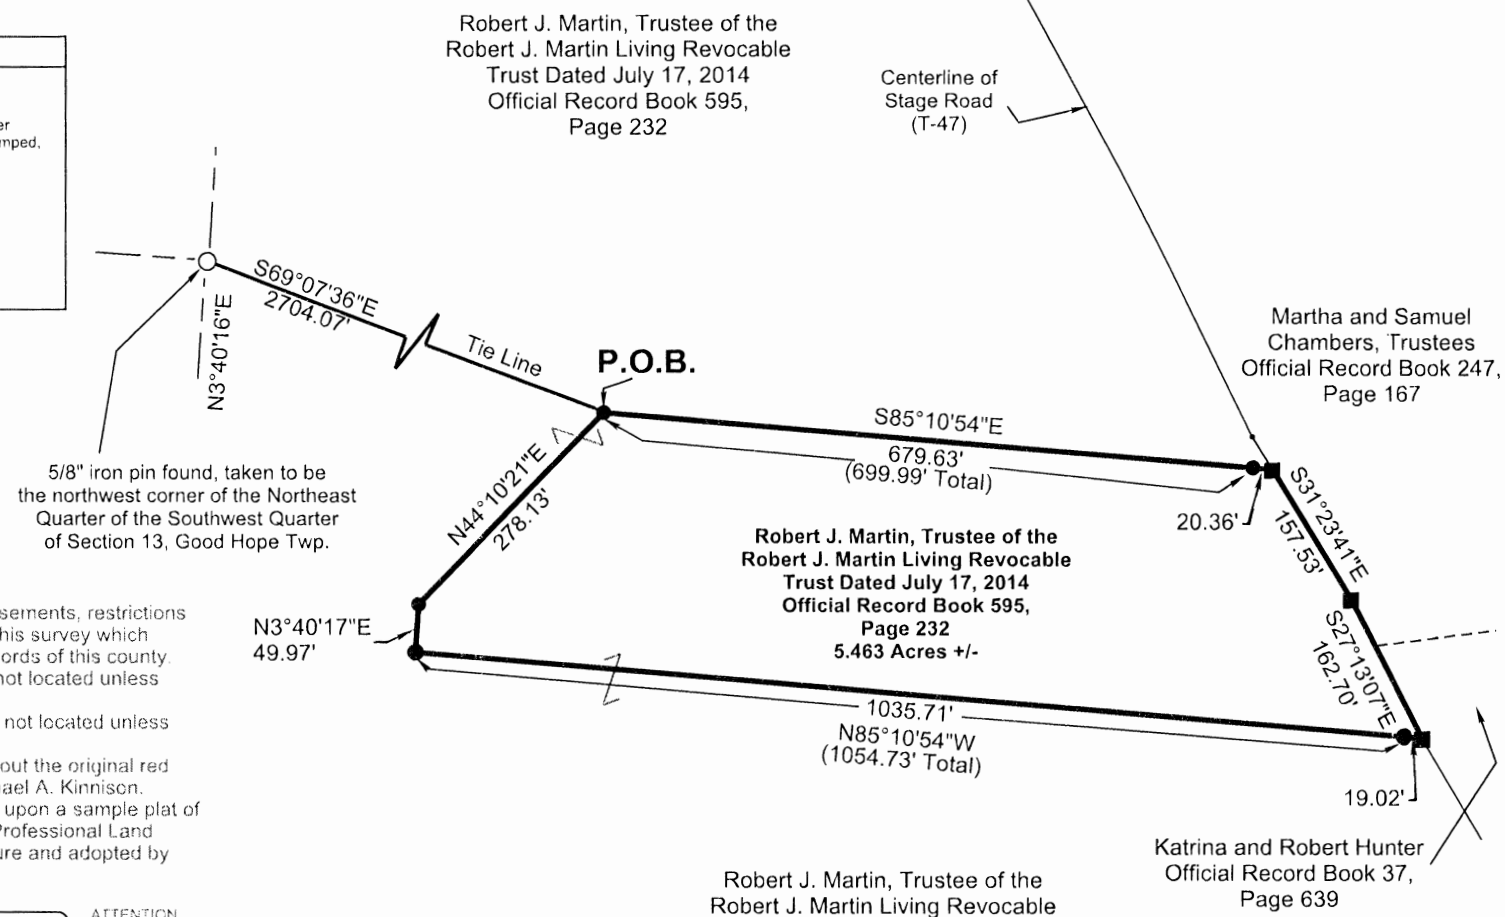 Robert J. Martin, Trustee of the
Robert J. Martin Living Revocable
Trust Dated July 17, 2014
Official Record Book 595,
Page 232
Centerline of
Stage Road
(T-47)
er
mped,
S69°07'36"E
2704.07'
N3°40'16"E
Tie Line
P.O.B.
Martha and Samuel
Chambers, Trustees
Official Record Book 247,
Page 167
S85°10'54"E
679.63'
(699.99' Total)
20.36'
S31°23'41"E
157.53'
5/8" iron pin found, taken to be
the northwest corner of the Northeast
Quarter of the Southwest Quarter
of Section 13, Good Hope Twp.
N44°10'21"E
278.13'
Robert J. Martin, Trustee of the
Robert J. Martin Living Revocable
Trust Dated July 17, 2014
Official Record Book 595,
Page 232
5.463 Acres +/-
N3°40'17"E
49.97'
S27°13'07"E
162.70'
sements, restrictions
his survey which
ords of this county.
not located unless
not located unless
out the original red
ael A. Kinnison.
upon a sample plat of
Professional Land
ure and adopted by
1035.71'
N85°10'54"W
(1054.73' Total)
19.02'
Katrina and Robert Hunter
Official Record Book 37,
Page 639
Robert J. Martin, Trustee of the
Robert J. Martin Living Revocable
ATTENTION